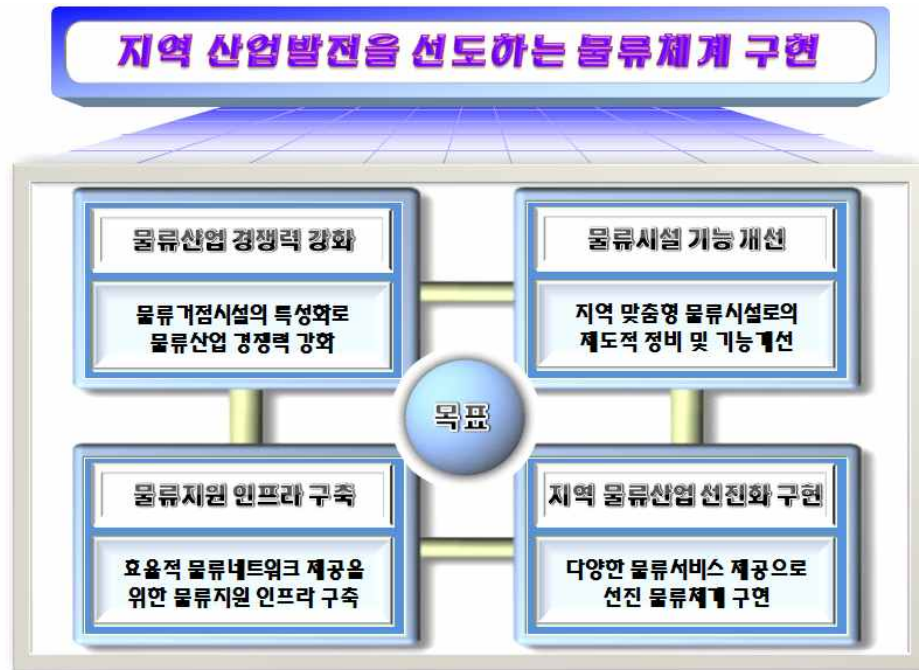 지역 산업발전을 선도하는 물류체계 구현
물류산업 경쟁력 강화
물류거점시설의 특성화로
물류산업 경쟁력 강화
물류시설 기능 개선
지역 맞춤형 물류시설로의
제도적 정비 및 기능개선
목표
물류지원 인프라 구축
효율적 물류네트워크 제공을
위한 물류지원 인프라 구축
지역 물류산업 선진화 구현
다양한 물류서비스 제공으로
선진 물류체계 구현